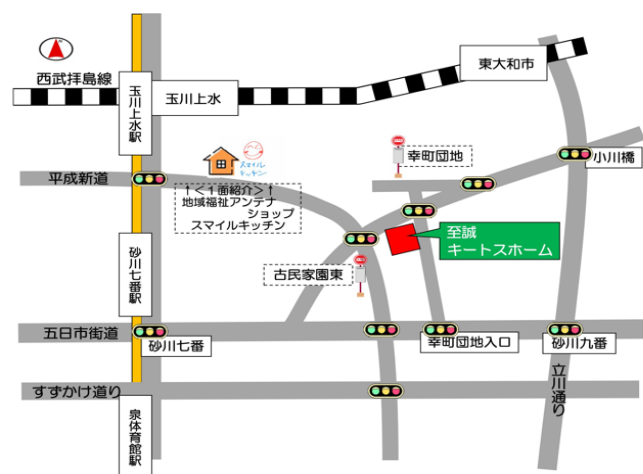 西武拝島線
玉川上水駅
玉川上水
東大和市
スマイル
キッチン
幸町団地
小川橋
平成新道
↑<1面紹介>↑
地域福祉アンテナ
ショップ
スマイルキッチン
至誠
キートスホーム
砂川七番駅
古民家園東
五日市街道
砂川七番
幸町団地入口
砂川九番
立川通り
すずかけ道り
泉体育館駅